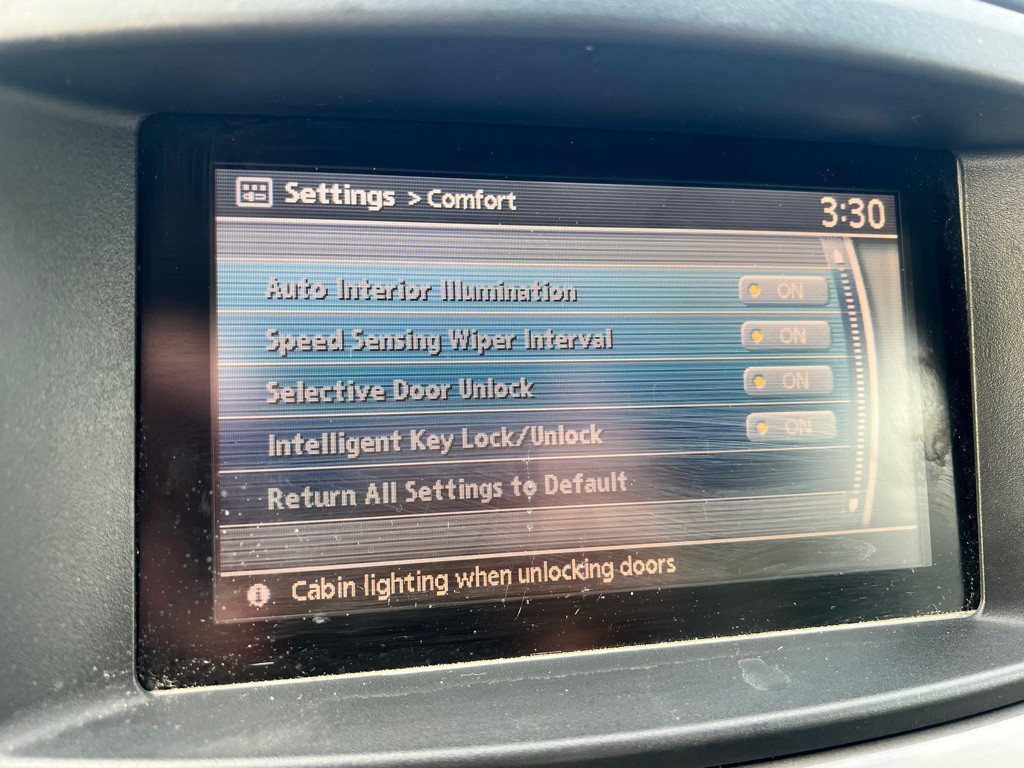 Settings > Comfort
3:30
Auto Interior Illumination ON
Speed Sensing Wiper Interval ON
Selective Door Unlock ON
Intelligent Key Lock/Unlock ON
Return All Settings to Default
i Cabin lighting when unlocking doors